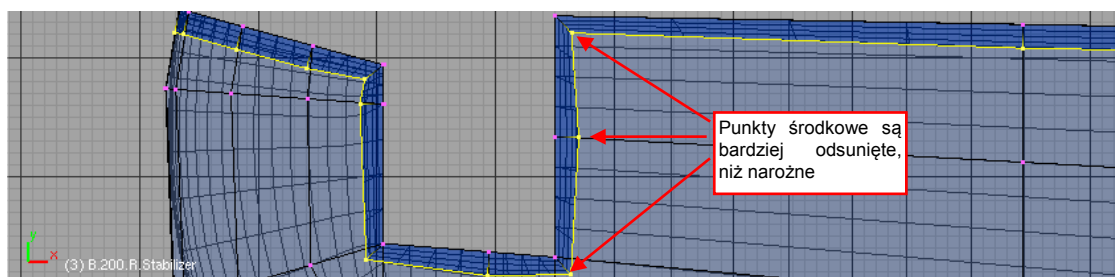 Punkty środkowe są
bardziej odsunięte,
niż narożne
Y
X
(3) B.200.R.Stabilizer